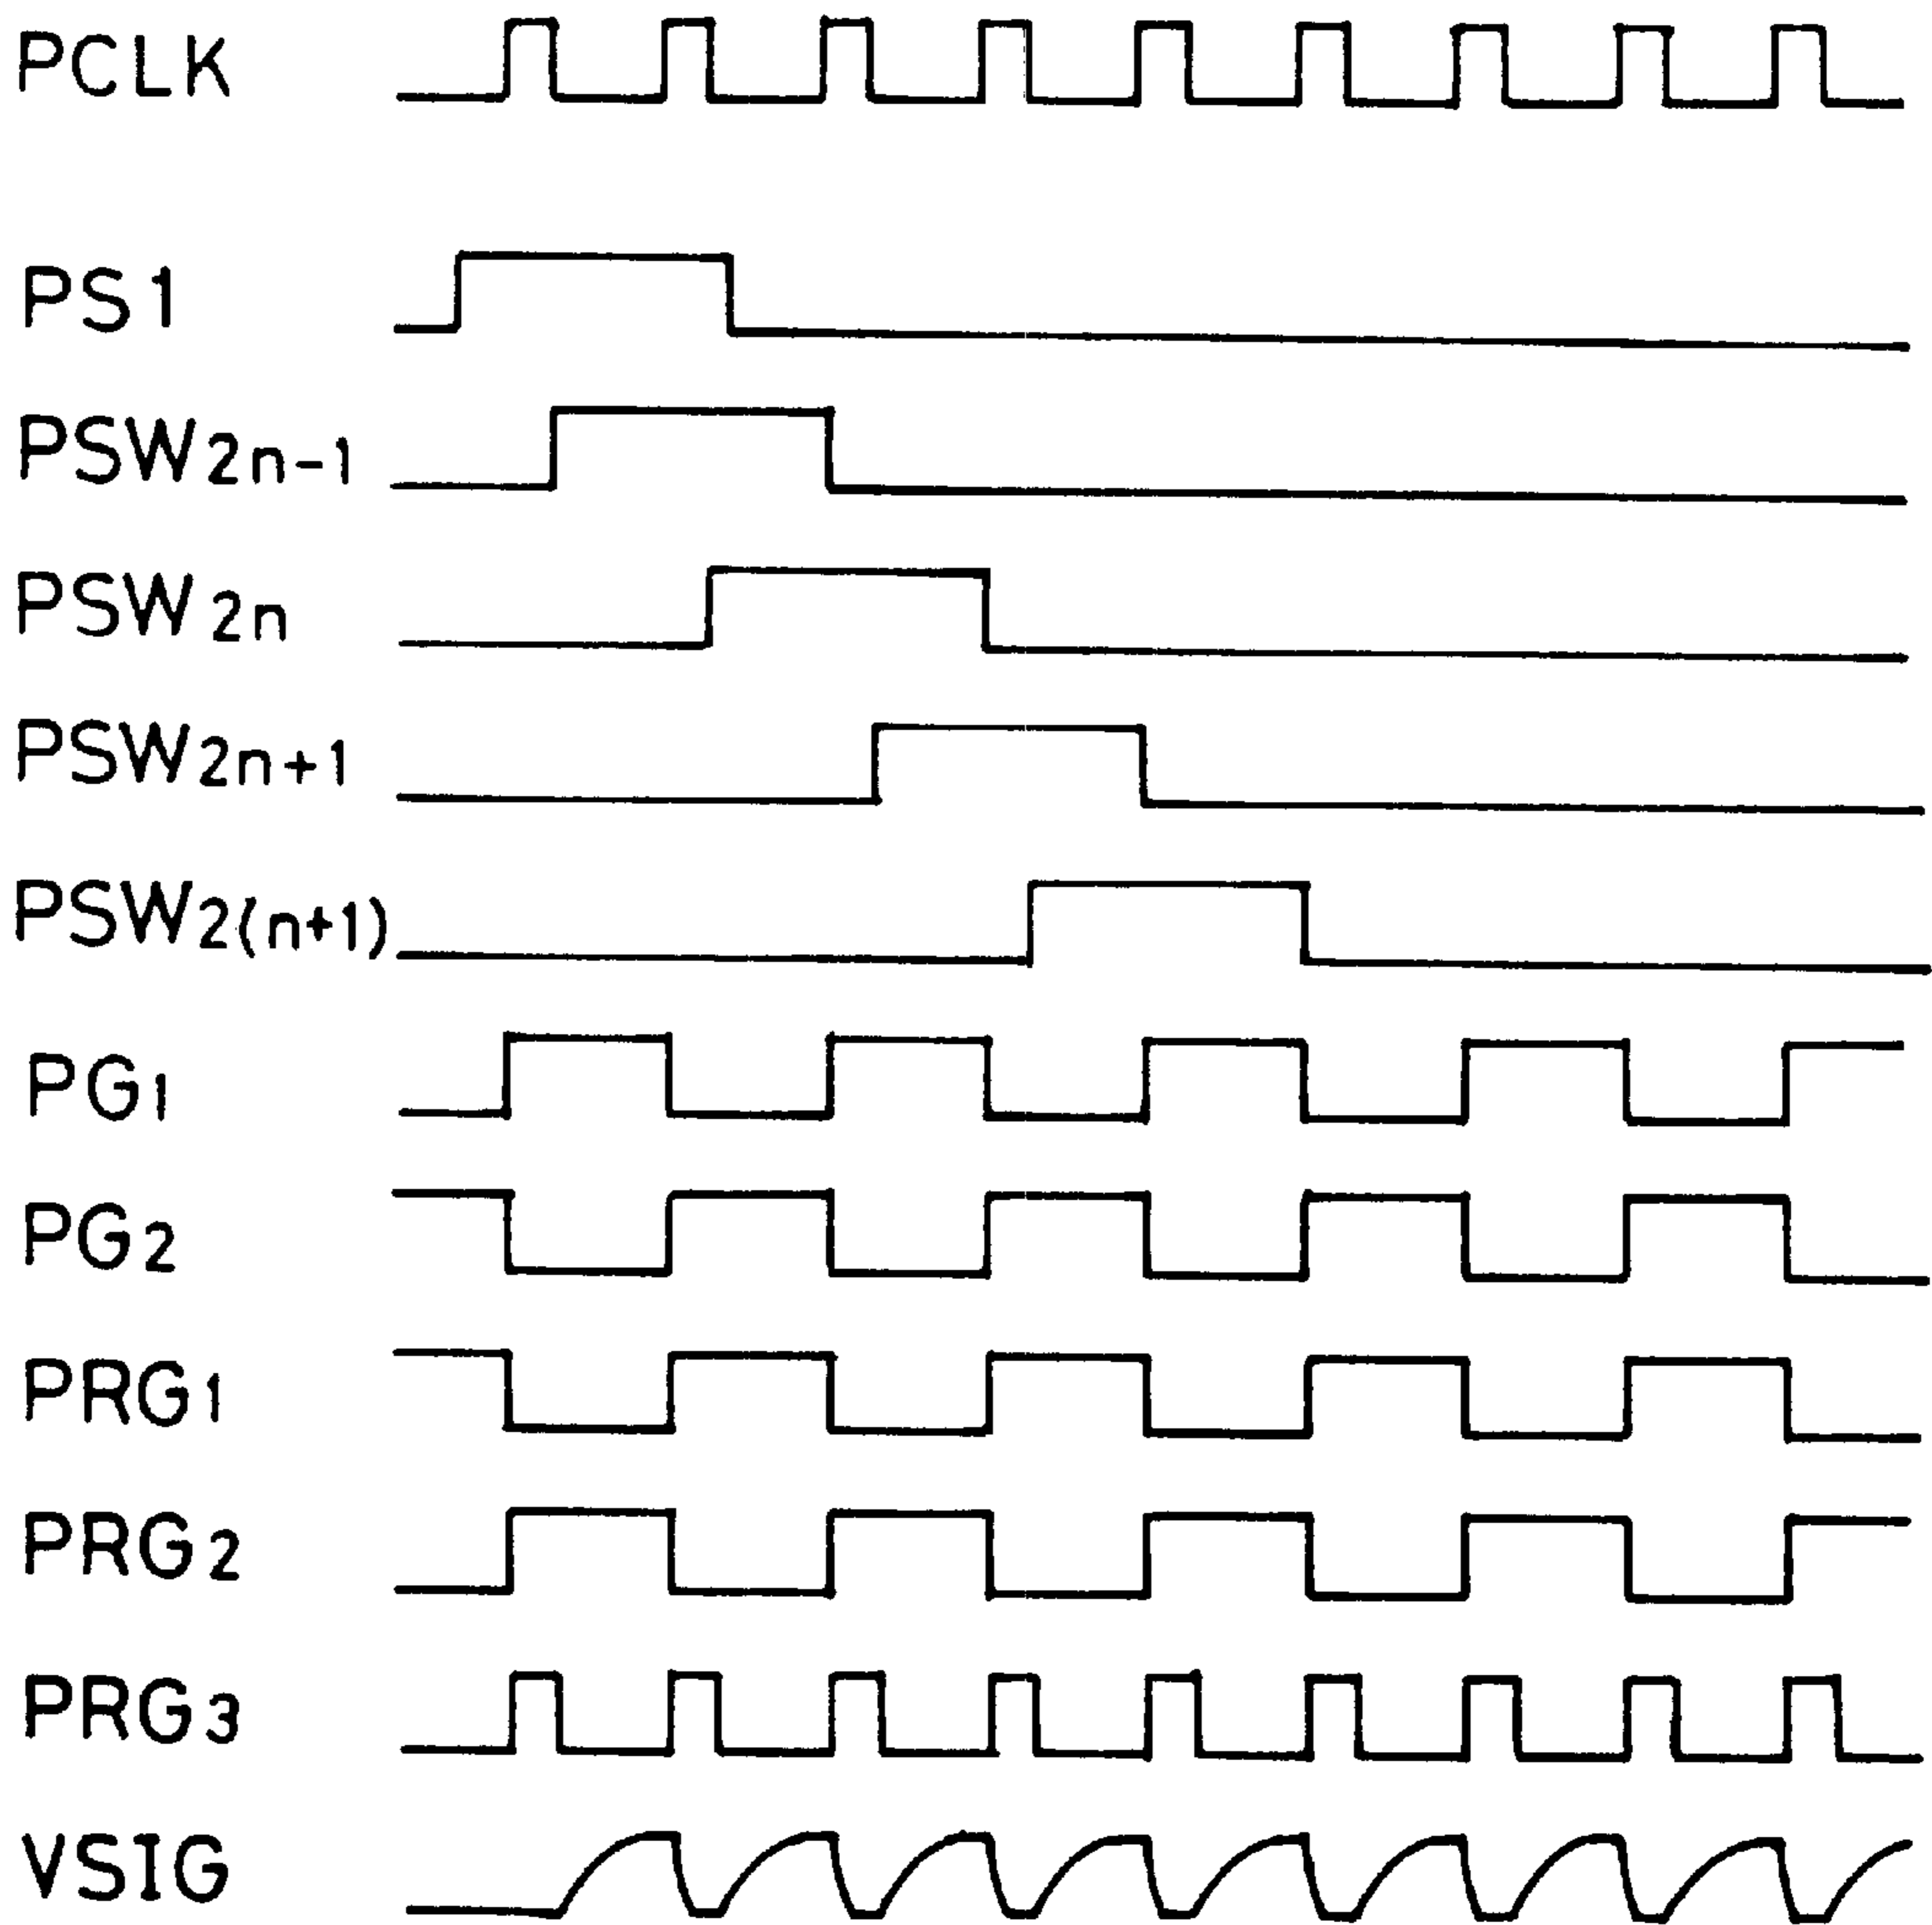 PCLK
PS1
PSW2n-1
PSW2n
PSW2n+1
PSW2(n+1)
PG1
PG2
PRG1
PRG2
PRG3
VSIG